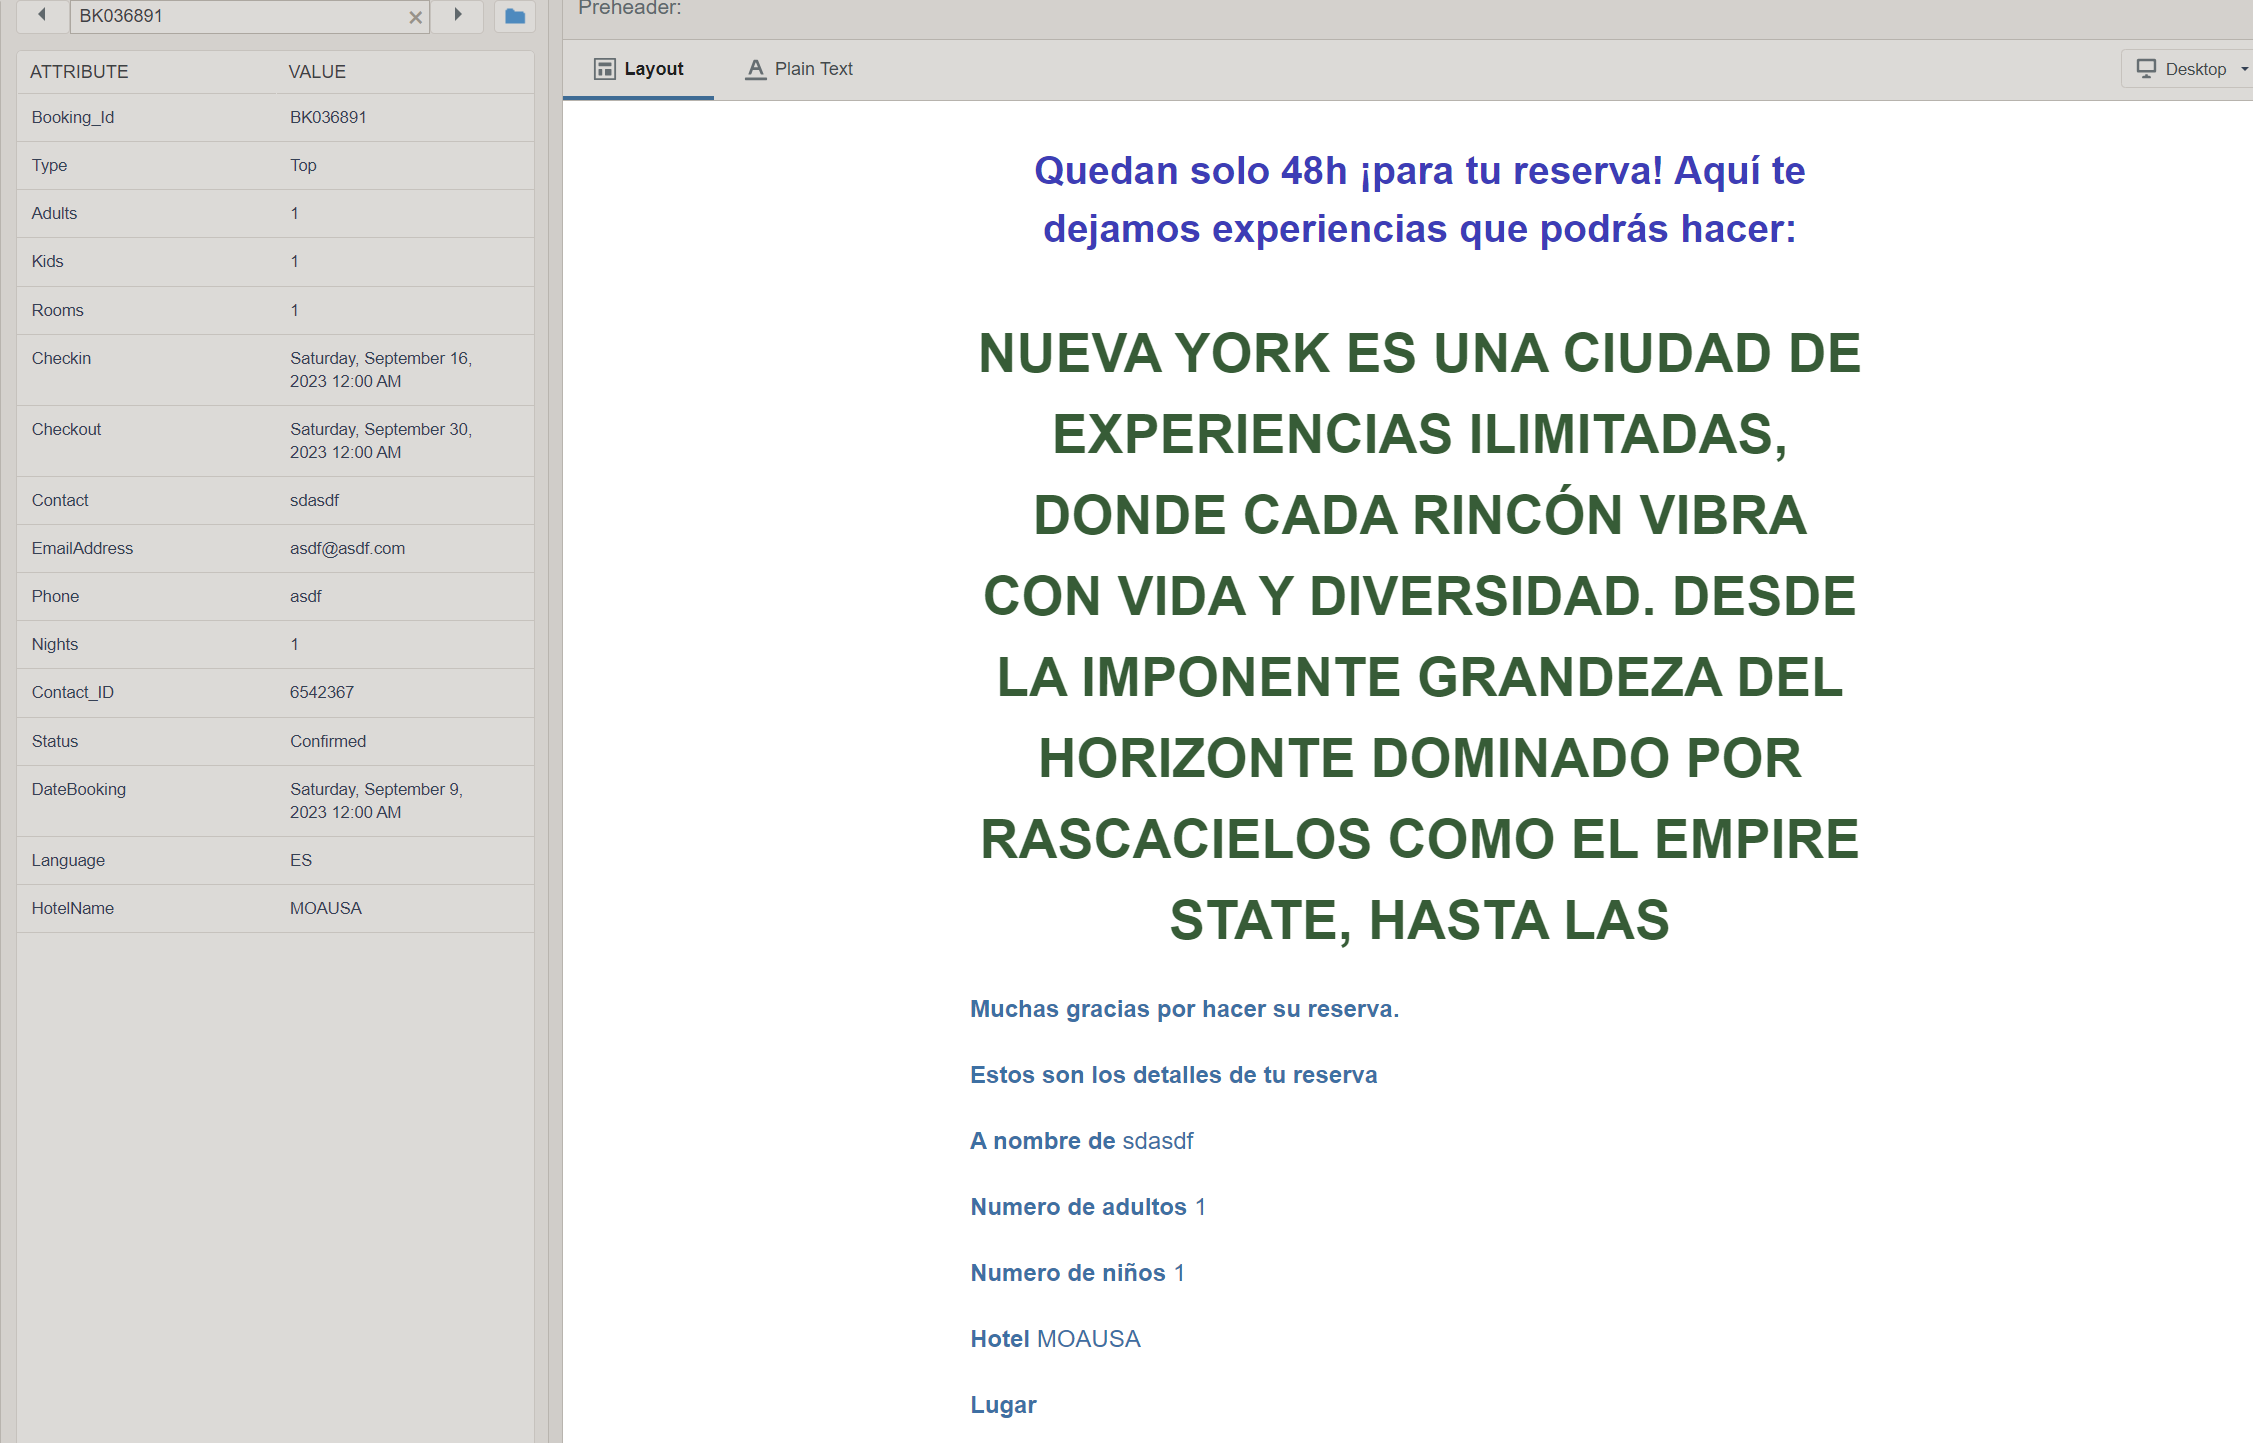 BK036891
ATTRIBUTE VALUE
Booking_Id BK036891
Type Top
Adults 1
Kids 1
Rooms 1
Checkin Saturday, September 16,
2023 12:00 AM
Checkout Saturday, September 30,
2023 12:00 AM
Contact sdasdf
EmailAddress asdf@asdf.com
Phone asdf
Nights 1
Contact_ID 6542367
Status Confirmed
DateBooking Saturday, September 9,
2023 12:00 AM
Language ES
HotelName MOAUSA
Preheader:
Layout Plain Text Desktop
Quedan solo 48h ¡para tu reserva! Aquí te
dejamos experiencias que podrás hacer:
NUEVA YORK ES UNA CIUDAD DE
EXPERIENCIAS ILIMITADAS,
DONDE CADA RINCÓN VIBRA
CON VIDA Y DIVERSIDAD. DESDE
LA IMPONENTE GRANDEZA DEL
HORIZONTE DOMINADO POR
RASCACIELOS COMO EL EMPIRE
STATE, HASTA LAS
Muchas gracias por hacer su reserva.
Estos son los detalles de tu reserva
A nombre de sdasdf
Numero de adultos 1
Numero de niños 1
Hotel MOAUSA
Lugar